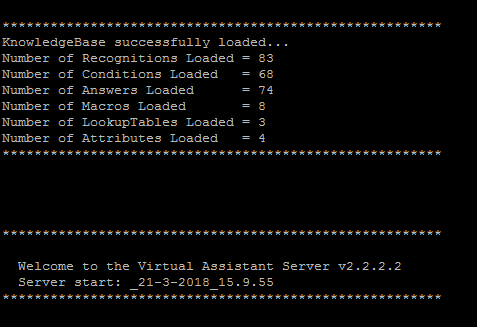 *******************************************************
KnowledgeBase successfully loaded...
Number of Recognitions Loaded = 83
Number of Conditions Loaded   = 68
Number of Answers Loaded      = 74
Number of Macros Loaded       = 8
Number of LookupTables Loaded = 3
Number of Attributes Loaded   = 4
*******************************************************
*******************************************************
Welcome to the Virtual Assistant Server v2.2.2.2
Server start: _21-3-2018_15.9.55
*******************************************************